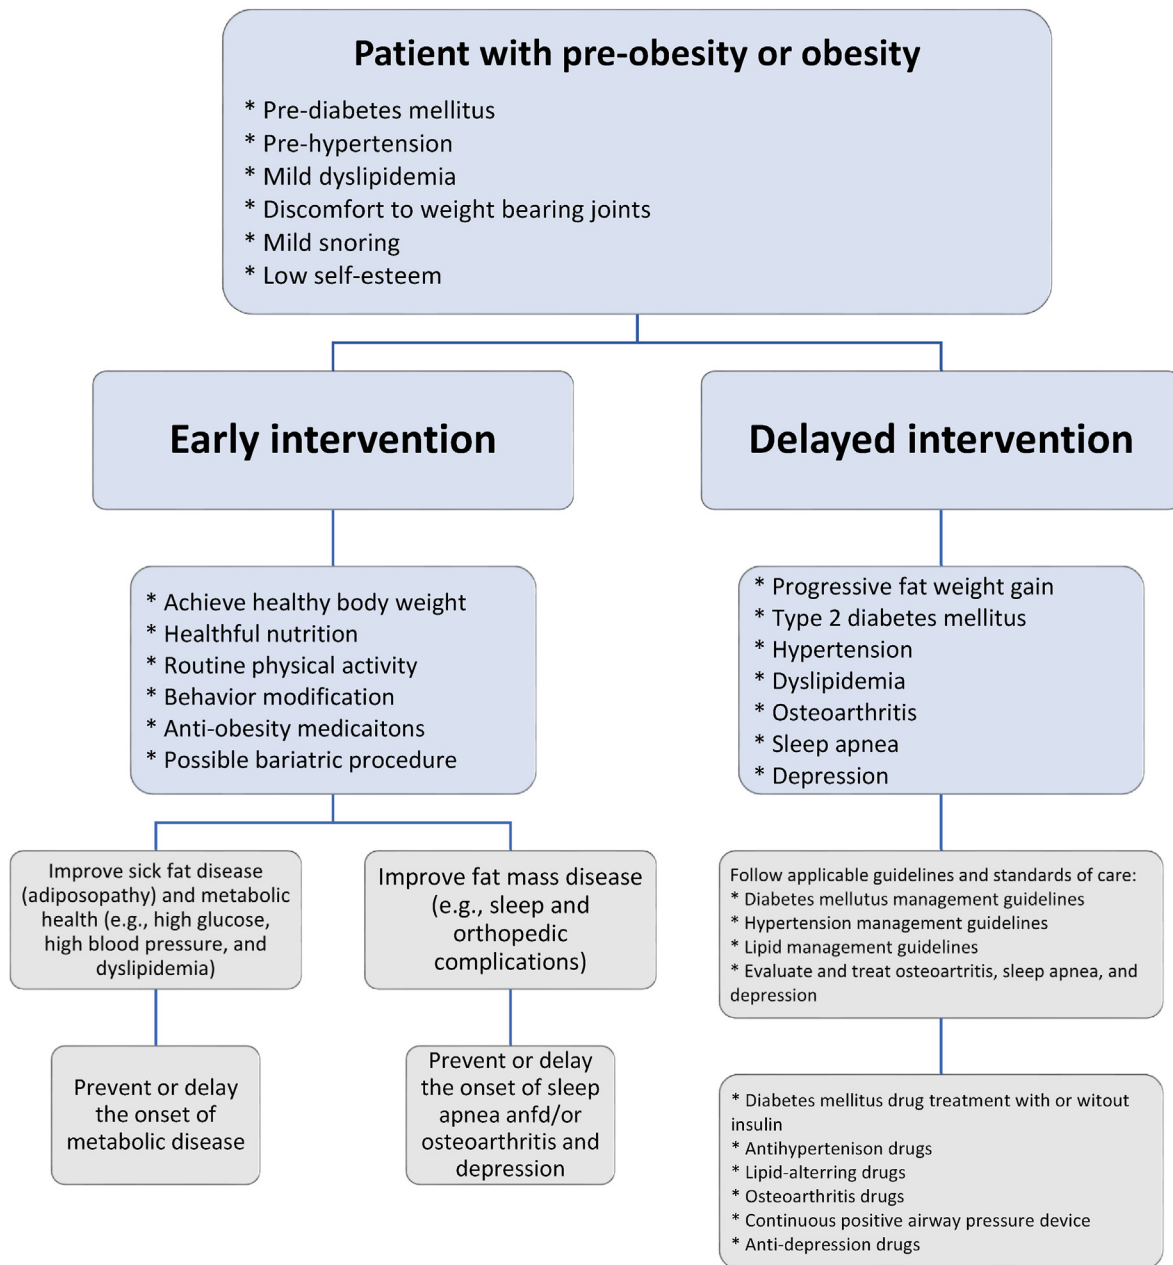 Patient with pre-obesity or obesity
* Pre-diabetes mellitus
* Pre-hypertension
* Mild dyslipidemia
* Discomfort to weight bearing joints
* Mild snoring
* Low self-esteem
Early intervention
* Achieve healthy body weight
* Healthful nutrition
* Routine physical activity
* Behavior modification
* Anti-obesity medicaitons
* Possible bariatric procedure
Improve sick fat disease
(adiposopathy) and metabolic
health (e.g., high glucose,
high blood pressure, and
dyslipidemia)
Prevent or delay
the onset of
metabolic disease
Improve fat mass disease
(e.g., sleep and
orthopedic
complications)
Prevent or delay
the onset of sleep
apnea anfd/or
osteoarthritis and
depression
Delayed intervention
* Progressive fat weight gain
* Type 2 diabetes mellitus
* Hypertension
* Dyslipidemia
* Osteoarthritis
* Sleep apnea
* Depression
Follow applicable guidelines and standards of care:
* Diabetes mellutus management guidelines
* Hypertension management guidelines
* Lipid management guidelines
* Evaluate and treat osteoartritis, sleep apnea, and
depression
* Diabetes mellitus drug treatment with or witout
insulin
* Antihypertenison drugs
* Lipid-alterring drugs
* Osteoarthritis drugs
* Continuous positive airway pressure device
* Anti-depression drugs